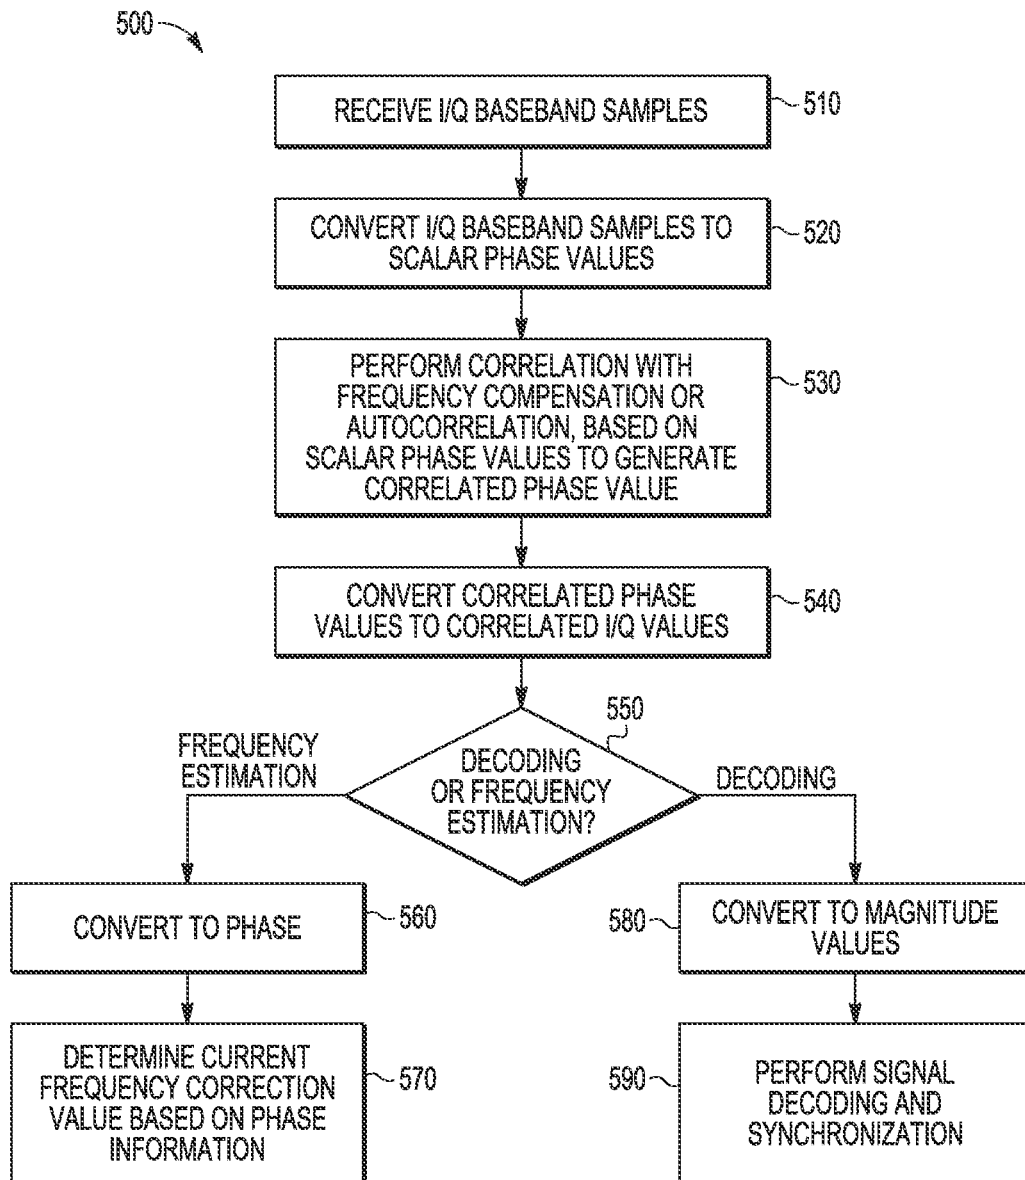 500
RECEIVE I/Q BASEBAND SAMPLES
510
CONVERT I/Q BASEBAND SAMPLES TO
SCALAR PHASE VALUES
520
PERFORM CORRELATION WITH
FREQUENCY COMPENSATION OR
AUTOCORRELATION, BASED ON
SCALAR PHASE VALUES TO GENERATE
CORRELATED PHASE VALUE
530
CONVERT CORRELATED PHASE
VALUES TO CORRELATED I/Q VALUES
540
550
DECODING
OR FREQUENCY
ESTIMATION?
FREQUENCY
ESTIMATION
DECODING
CONVERT TO PHASE
560
580
CONVERT TO MAGNITUDE
VALUES
DETERMINE CURRENT
FREQUENCY CORRECTION
VALUE BASED ON PHASE
INFORMATION
570
590
PERFORM SIGNAL
DECODING AND
SYNCHRONIZATION